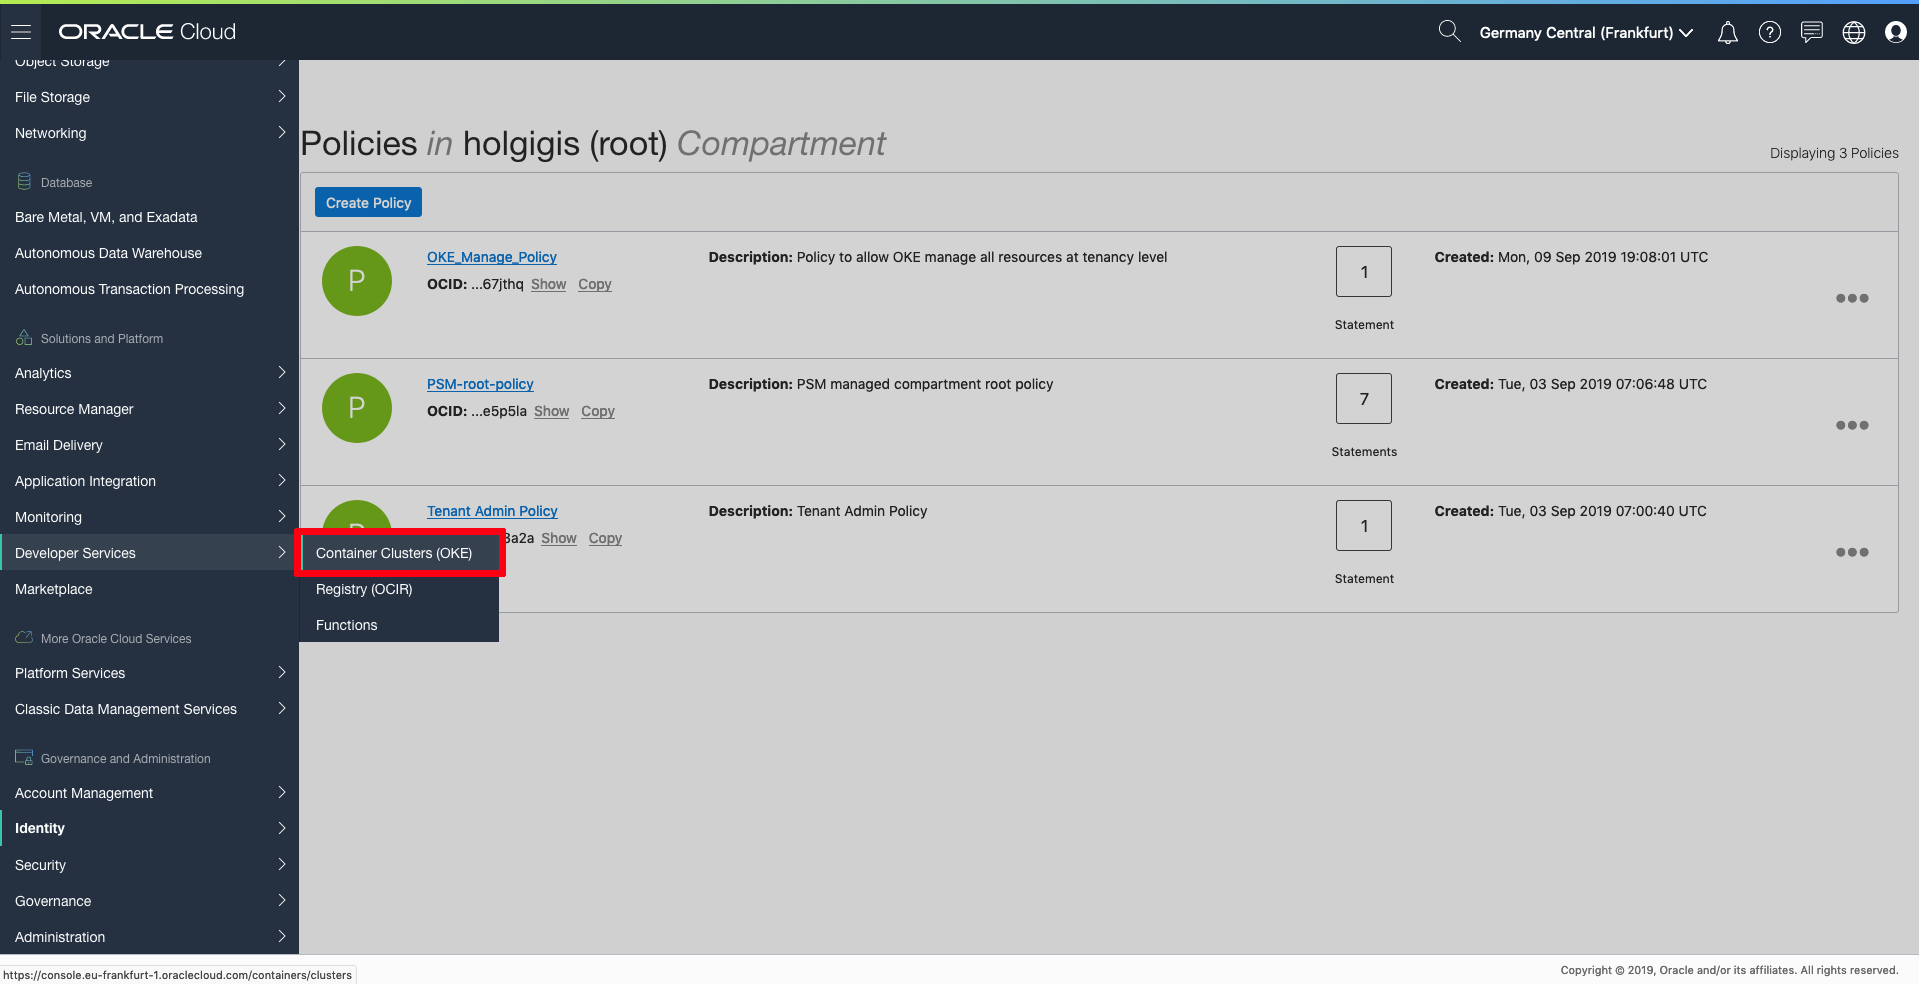 ORACLE Cloud
Germany Central (Frankfurt)
Object Storage
File Storage
Networking
Database
Bare Metal, VM, and Exadata
Autonomous Data Warehouse
Autonomous Transaction Processing
Solutions and Platform
Analytics
Resource Manager
Email Delivery
Application Integration
Monitoring
Developer Services
Marketplace
More Oracle Cloud Services
Platform Services
Classic Data Management Services
Governance and Administration
Account Management
Identity
Security
Governance
Administration
Container Clusters (OKE)
Registry (OCIR)
Functions
Policies in holgigis (root) Compartment
Displaying 3 Policies
Create Policy
P
OKE_Manage_Policy
OCID: ...67jthq Show Copy
Description: Policy to allow OKE manage all resources at tenancy level
1
Statement
Created: Mon, 09 Sep 2019 19:08:01 UTC
P
PSM-root-policy
OCID: ...e5p5la Show Copy
Description: PSM managed compartment root policy
7
Statements
Created: Tue, 03 Sep 2019 07:06:48 UTC
Tenant Admin Policy
3a2a Show Copy
Description: Tenant Admin Policy
1
Statement
Created: Tue, 03 Sep 2019 07:00:40 UTC
https://console.eu-frankfurt-1.oraclecloud.com/containers/clusters
Copyright © 2019, Oracle and/or its affiliates. All rights reserved.